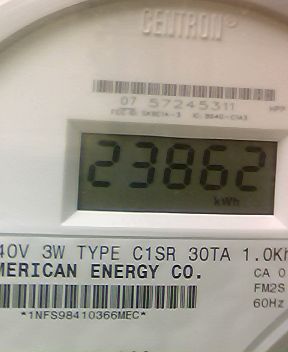 CENTRON®
07 57245311
23862
kWh
40V 3W TYPE C1SR 30TA 1.0Kh
MERICAN ENERGY CO.
CA 0
FM2S
60Hz
*1NFS98410366MEC*